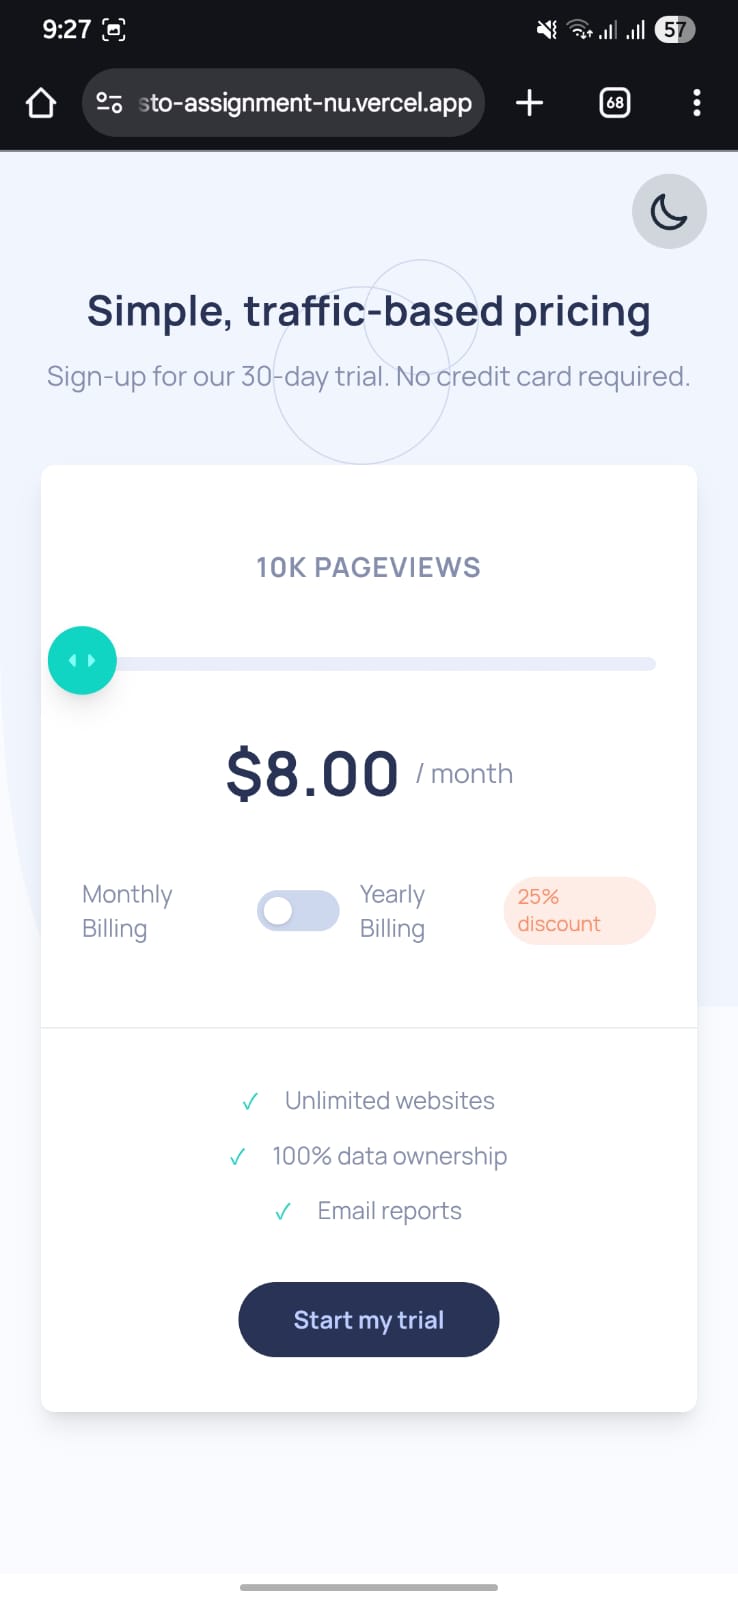 9:27
57
sto-assignment-nu.vercel.app
68
Simple, traffic-based pricing
Sign-up for our 30-day trial. No credit card required.
10K PAGEVIEWS
$8.00 / month
Monthly
Billing
Yearly
Billing
25%
discount
✓ Unlimited websites
✓ 100% data ownership
✓ Email reports
Start my trial